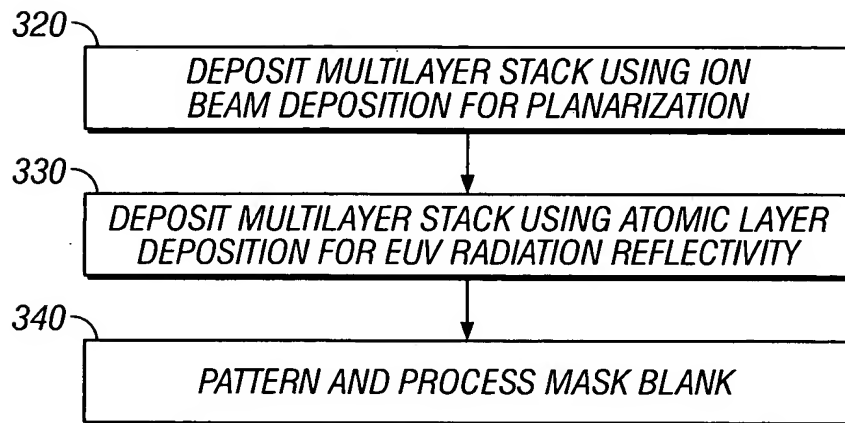 320
DEPOSIT MULTILAYER STACK USING ION
BEAM DEPOSITION FOR PLANARIZATION
330
DEPOSIT MULTILAYER STACK USING ATOMIC LAYER
DEPOSITION FOR EUV RADIATION REFLECTIVITY
340
PATTERN AND PROCESS MASK BLANK